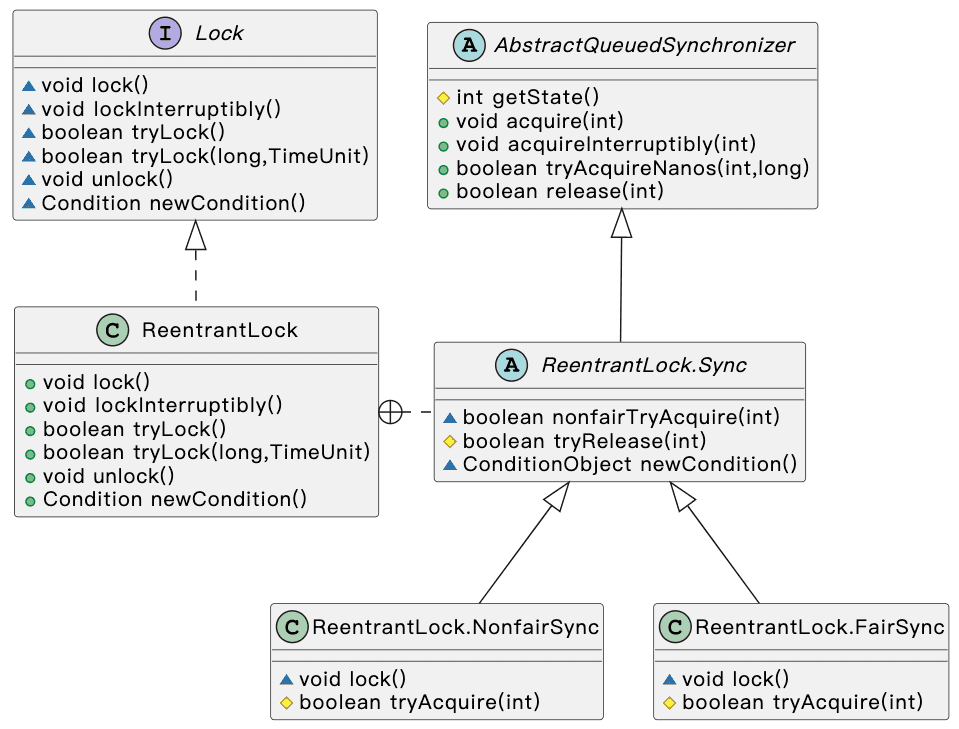 I Lock
void lock()
void lockInterruptibly()
boolean tryLock()
boolean tryLock(long,TimeUnit)
void unlock()
Condition newCondition()
A AbstractQueuedSynchronizer
int getState()
void acquire(int)
void acquireInterruptibly(int)
boolean tryAcquireNanos(int,long)
boolean release(int)
C ReentrantLock
void lock()
void lockInterruptibly()
boolean tryLock()
boolean tryLock(long,TimeUnit)
void unlock()
Condition newCondition()
A ReentrantLock.Sync
boolean nonfairTryAcquire(int)
boolean tryRelease(int)
ConditionObject newCondition()
C ReentrantLock.NonfairSync
void lock()
boolean tryAcquire(int)
C ReentrantLock.FairSync
void lock()
boolean tryAcquire(int)